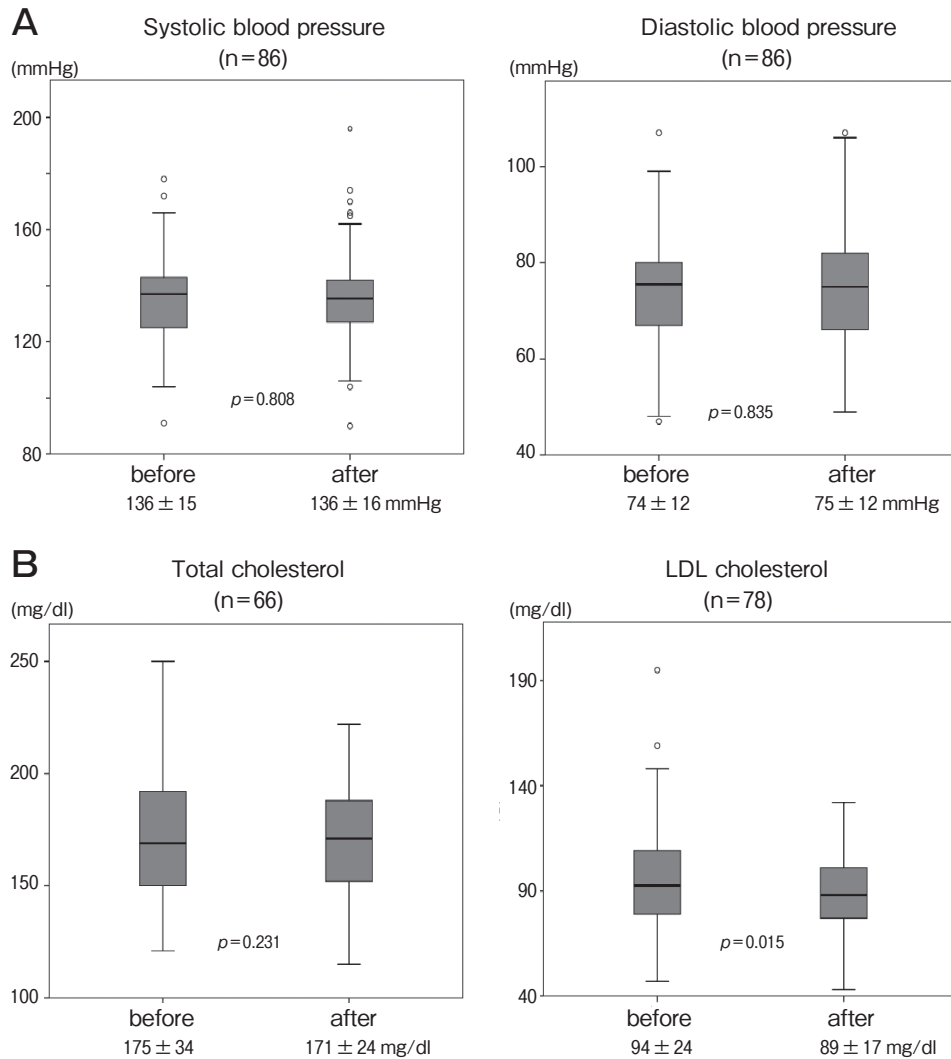 A
Systolic blood pressure
(n=86)
(mmHg)
200
160
120
80
p=0.808
before
after
136 ± 15
136 ± 16 mmHg
Diastolic blood pressure
(n=86)
(mmHg)
100
80
60
40
p=0.835
before
after
74 ± 12
75 ± 12 mmHg
B
Total cholesterol
(n=66)
(mg/dl)
250
200
150
100
p=0.231
before
after
175 ± 34
171 ± 24 mg/dl
LDL cholesterol
(n=78)
(mg/dl)
190
140
90
40
p=0.015
before
after
94 ± 24
89 ± 17 mg/dl